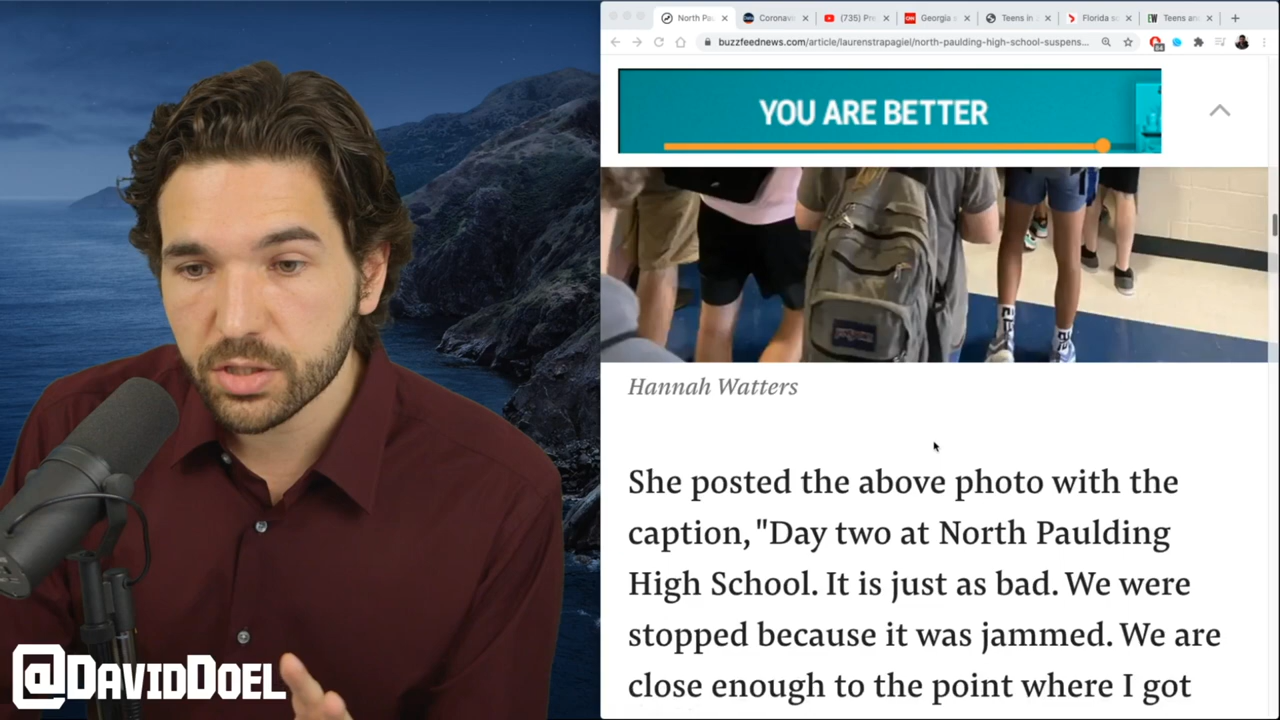 North Pau
Coronav
(735) Pr
Georgia s
Teens in
Florida s
Teens an
buzzfeednews.com/article/laurenstrapagiel/north-paulding-high-school-suspens...
YOU ARE BETTER
JANSPORT
Hannah Watters
She posted the above photo with the
caption, "Day two at North Paulding
High School. It is just as bad. We were
stopped because it was jammed. We are
close enough to the point where I got
@DAVIDDOEL